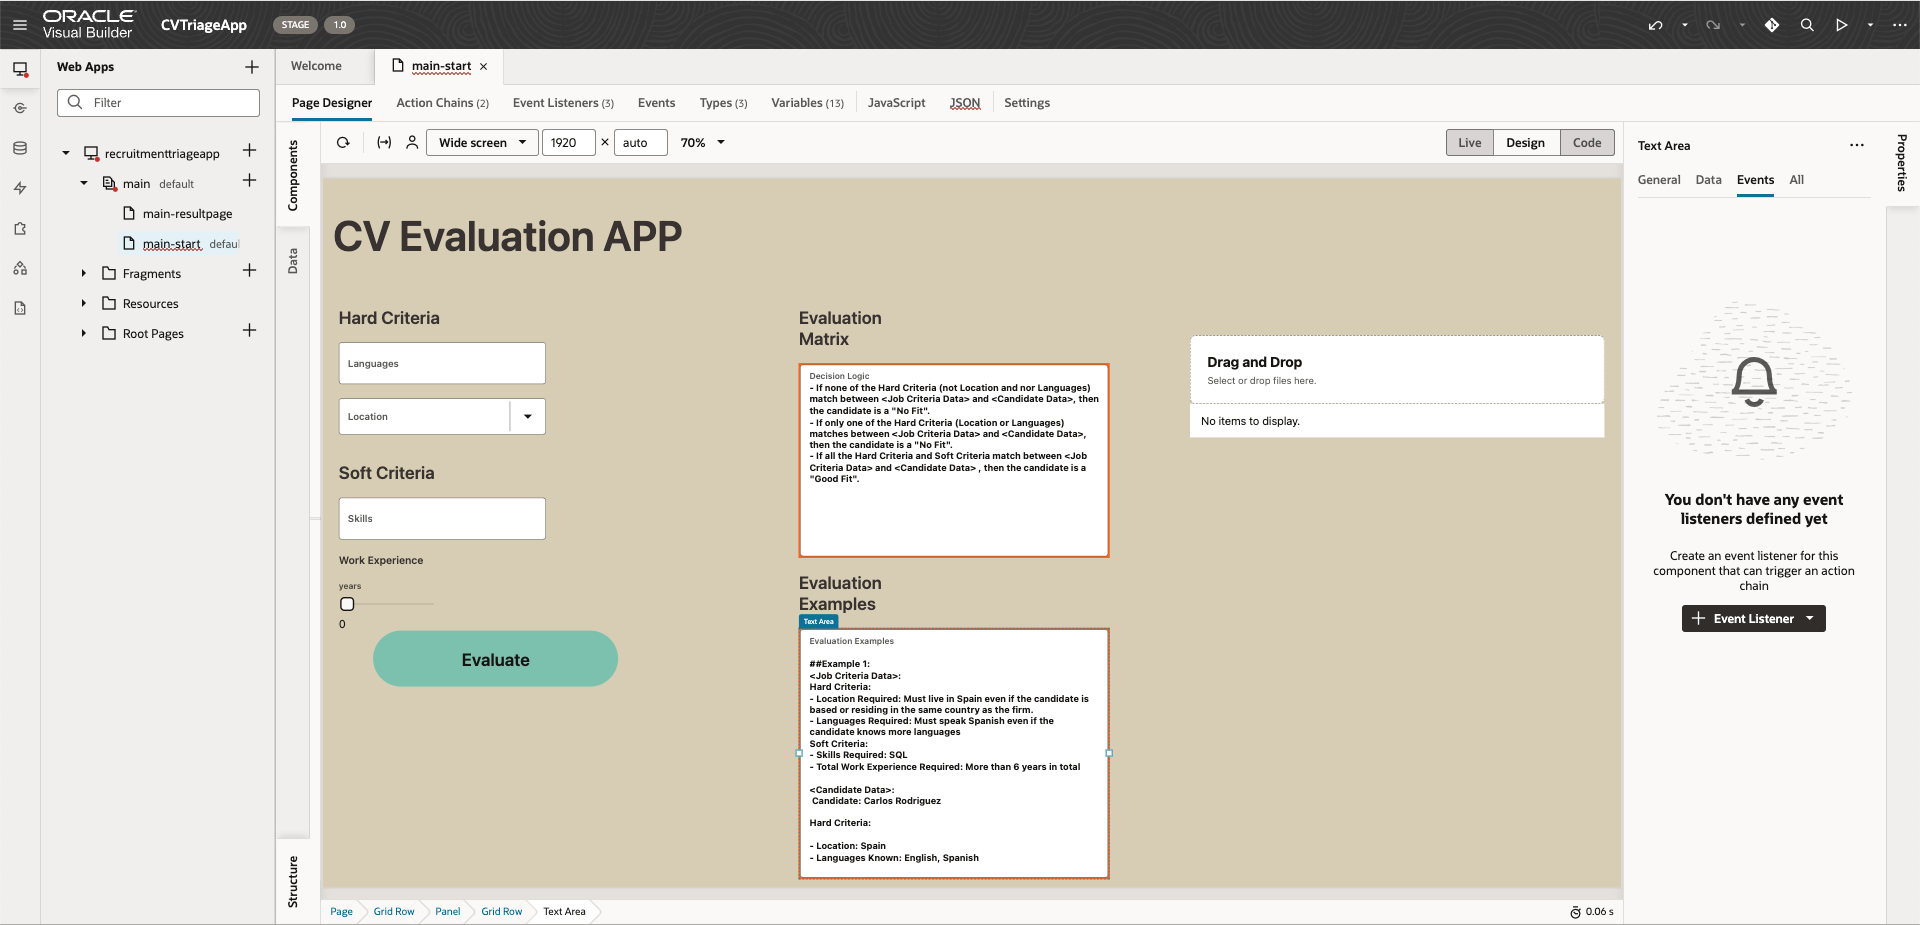 ORACLE
Visual Builder
CVTriageApp
STAGE
1.0
Web Apps
Filter
recruitmenttriageapp
main default
main-resultpage
main-start defaul
Fragments
Resources
Root Pages
Welcome
main-start
Page Designer
Action Chains (2)
Event Listeners (3)
Events
Types (3)
Variables (13)
JavaScript
JSON
Settings
Components
Data
Structure
Wide screen
1920
×
auto
70%
Live
Design
Code
CV Evaluation APP
Hard Criteria
Languages
Location
Soft Criteria
Skills
Work Experience
years
0
Evaluate
Evaluation
Matrix
Decision Logic
- If none of the Hard Criteria (not Location and nor Languages)
match between <Job Criteria Data> and <Candidate Data>, then
the candidate is a "No Fit".
- If only one of the Hard Criteria (Location or Languages)
matches between <Job Criteria Data> and <Candidate Data>,
then the candidate is a "No Fit".
- If all the Hard Criteria and Soft Criteria match between <Job
Criteria Data> and <Candidate Data> , then the candidate is a
"Good Fit".
Evaluation
Examples
Text Area
Evaluation Examples
##Example 1:
<Job Criteria Data>:
Hard Criteria:
- Location Required: Must live in Spain even if the candidate is
based or residing in the same country as the firm.
- Languages Required: Must speak Spanish even if the
candidate knows more languages
Soft Criteria:
- Skills Required: SQL
- Total Work Experience Required: More than 6 years in total
<Candidate Data>:
Candidate: Carlos Rodriguez
Hard Criteria:
- Location: Spain
- Languages Known: English, Spanish
Drag and Drop
Select or drop files here.
No items to display.
Page
Grid Row
Panel
Grid Row
Text Area
0.06 s
Text Area
General
Data
Events
All
Properties
You don't have any event
listeners defined yet
Create an event listener for this
component that can trigger an action
chain
Event Listener